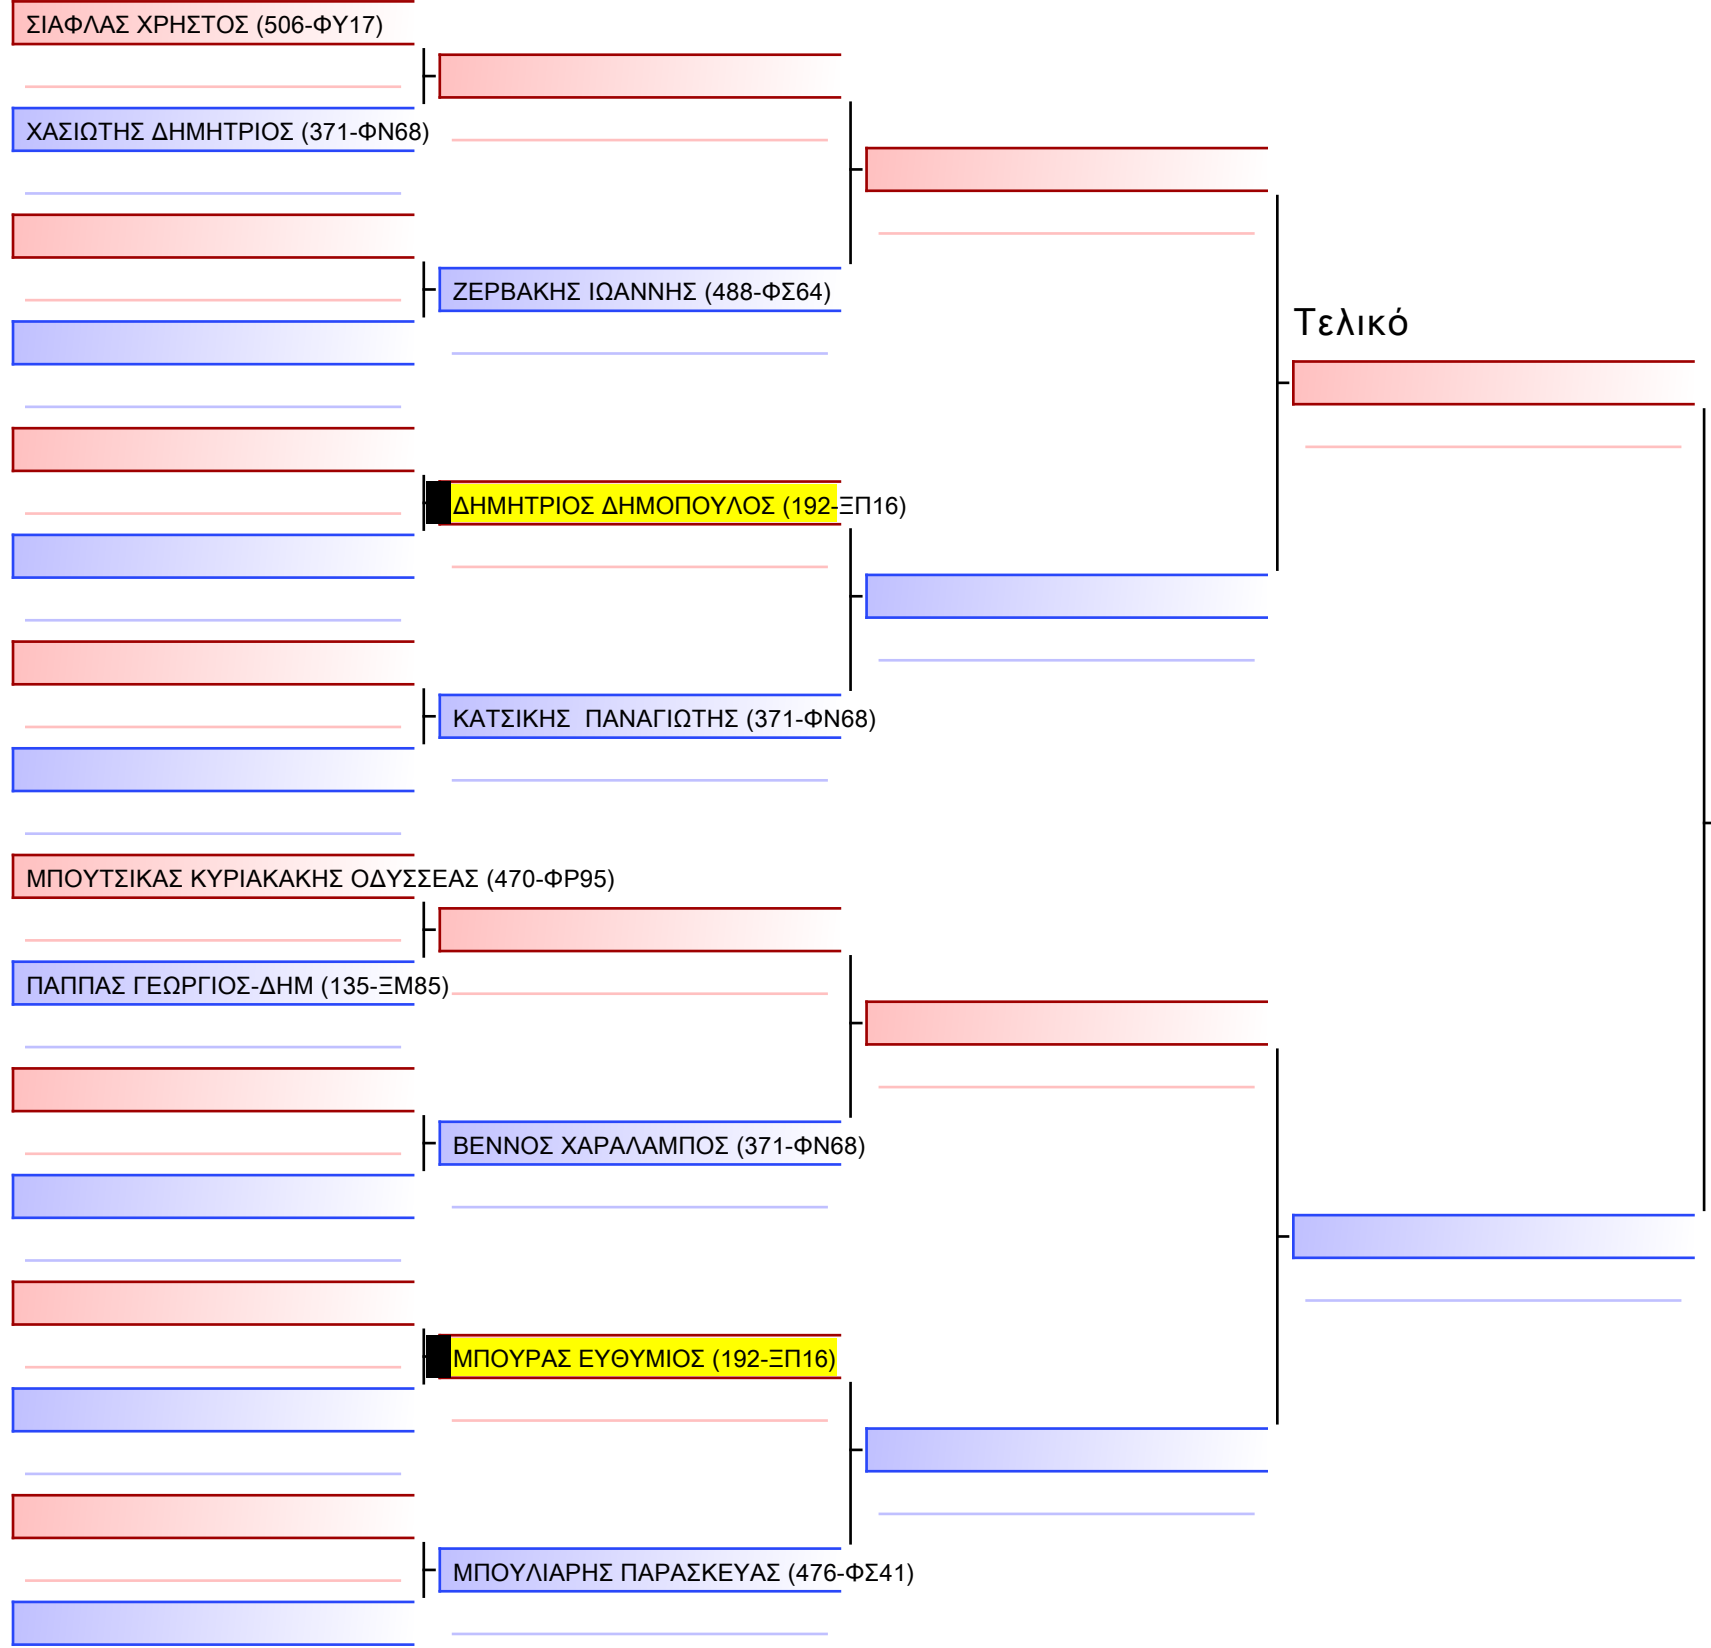 ΣΙΑΦΛΑΣ ΧΡΗΣΤΟΣ (506-ΦΥ17)
ΧΑΣΙΩΤΗΣ ΔΗΜΗΤΡΙΟΣ (371-ΦΝ68)
ΖΕΡΒΑΚΗΣ ΙΩΑΝΝΗΣ (488-ΦΣ64)
Τελικό
ΔΗΜΗΤΡΙΟΣ ΔΗΜΟΠΟΥΛΟΣ (192-ΞΠ16)
ΚΑΤΣΙΚΗΣ  ΠΑΝΑΓΙΩΤΗΣ (371-ΦΝ68)
ΜΠΟΥΤΣΙΚΑΣ ΚΥΡΙΑΚΑΚΗΣ ΟΔΥΣΣΕΑΣ (470-ΦΡ95)
ΠΑΠΠΑΣ ΓΕΩΡΓΙΟΣ-ΔΗΜ (135-ΞΜ85)
ΒΕΝΝΟΣ ΧΑΡΑΛΑΜΠΟΣ (371-ΦΝ68)
ΜΠΟΥΡΑΣ ΕΥΘΥΜΙΟΣ (192-ΞΠ16)
ΜΠΟΥΛΙΑΡΗΣ ΠΑΡΑΣΚΕΥΑΣ (476-ΦΣ41)